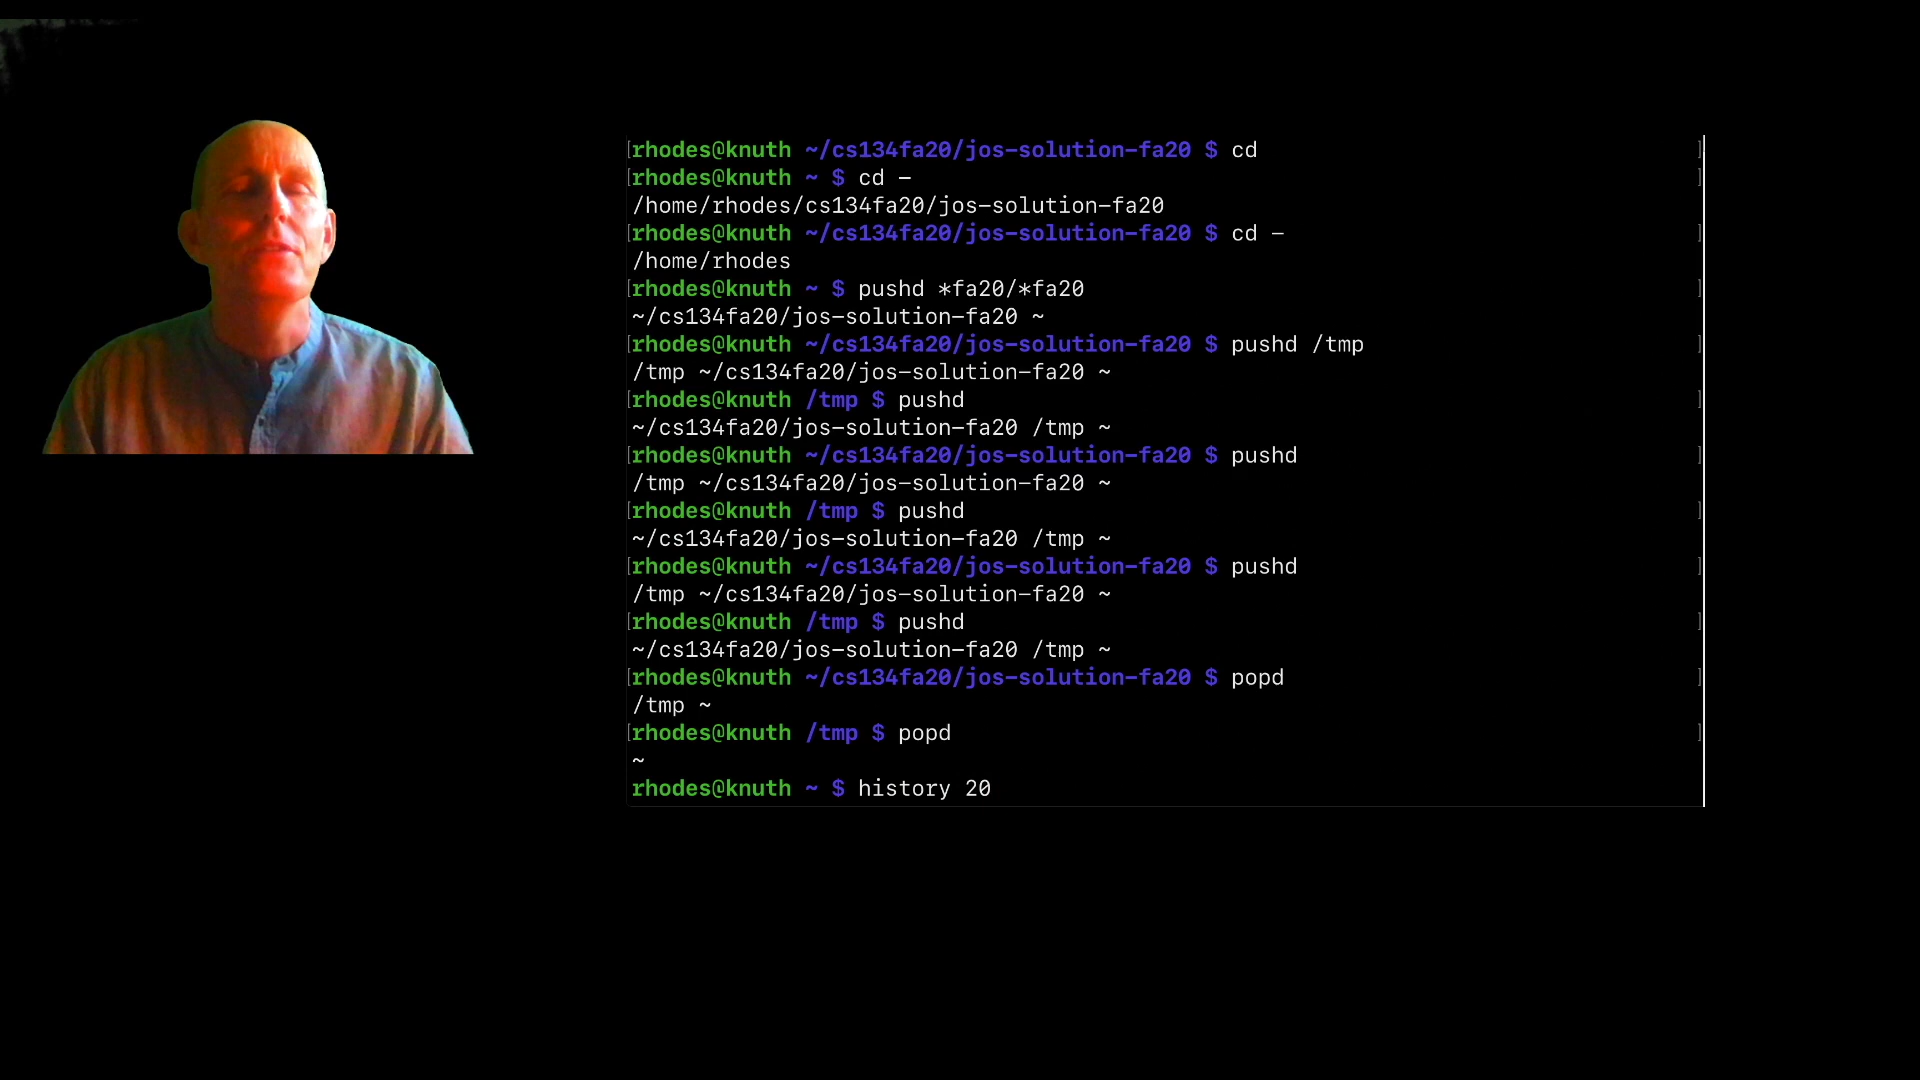 [rhodes@knuth ~/cs134fa20/jos-solution-fa20 $ cd ]
[rhodes@knuth ~ $ cd - ]
/home/rhodes/cs134fa20/jos-solution-fa20
[rhodes@knuth ~/cs134fa20/jos-solution-fa20 $ cd - ]
/home/rhodes
[rhodes@knuth ~ $ pushd *fa20/*fa20 ]
~/cs134fa20/jos-solution-fa20 ~
[rhodes@knuth ~/cs134fa20/jos-solution-fa20 $ pushd /tmp ]
/tmp ~/cs134fa20/jos-solution-fa20 ~
[rhodes@knuth /tmp $ pushd ]
~/cs134fa20/jos-solution-fa20 /tmp ~
[rhodes@knuth ~/cs134fa20/jos-solution-fa20 $ pushd ]
/tmp ~/cs134fa20/jos-solution-fa20 ~
[rhodes@knuth /tmp $ pushd ]
~/cs134fa20/jos-solution-fa20 /tmp ~
[rhodes@knuth ~/cs134fa20/jos-solution-fa20 $ pushd ]
/tmp ~/cs134fa20/jos-solution-fa20 ~
[rhodes@knuth /tmp $ pushd ]
~/cs134fa20/jos-solution-fa20 /tmp ~
[rhodes@knuth ~/cs134fa20/jos-solution-fa20 $ popd ]
/tmp ~
[rhodes@knuth /tmp $ popd ]
~
rhodes@knuth ~ $ history 20